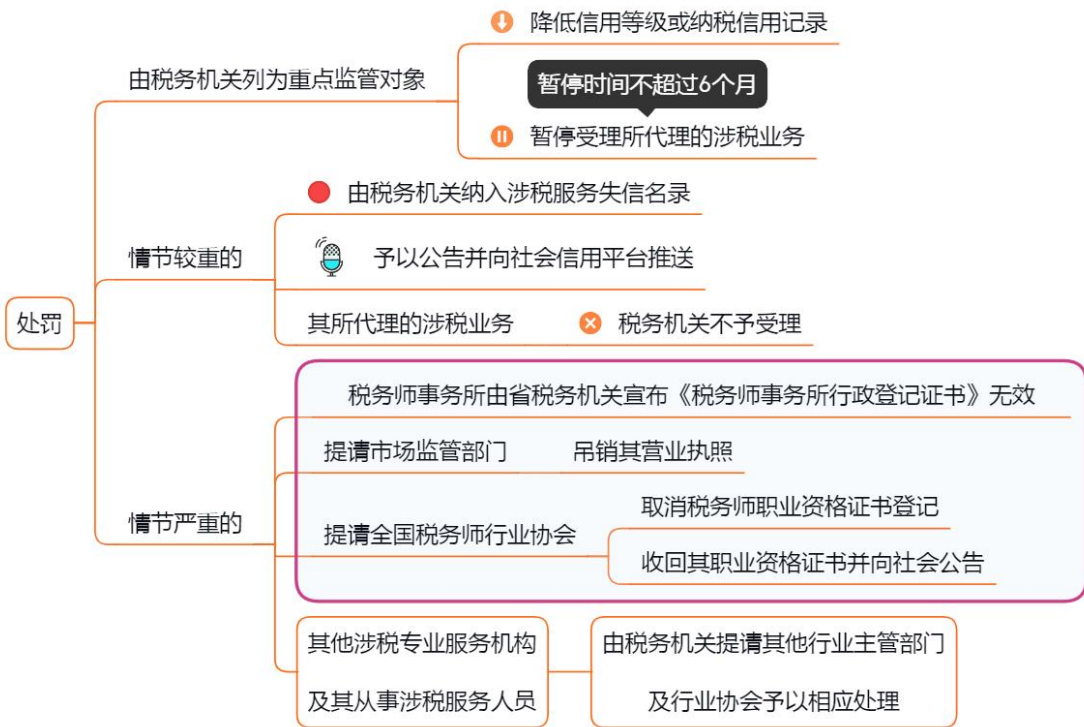 处罚
由税务机关列为重点监管对象
降低信用等级或纳税信用记录
暂停时间不超过6个月
暂停受理所代理的涉税业务
情节较重的
由税务机关纳入涉税服务失信名录
予以公告并向社会信用平台推送
其所代理的涉税业务
税务机关不予受理
情节严重的
税务师事务所由省税务机关宣布《税务师事务所行政登记证书》无效
提请市场监管部门
吊销其营业执照
提请全国税务师行业协会
取消税务师职业资格证书登记
收回其职业资格证书并向社会公告
其他涉税专业服务机构
及其从事涉税服务人员
由税务机关提请其他行业主管部门
及行业协会予以相应处理